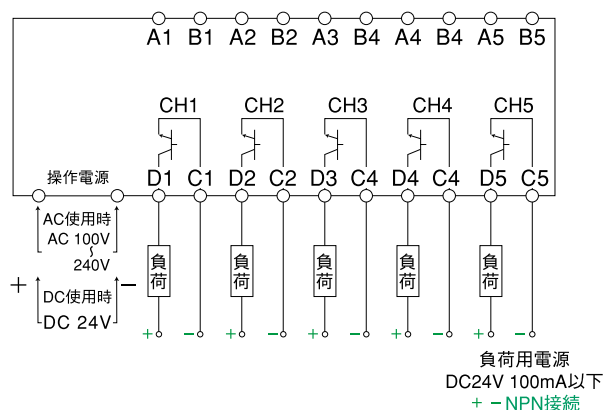 A1 B1 A2 B2 A3 B4 A4 B4 A5 B5
CH1 CH2 CH3 CH4 CH5
操作電源
D1 C1 D2 C2 D3 C4 D4 C4 D5 C5
AC使用時
AC 100V
〜
240V
+ −
DC使用時
DC 24V
負荷 負荷 負荷 負荷 負荷
+ − + − + − + − + −
負荷用電源
DC24V 100mA以下
+ −NPN接続